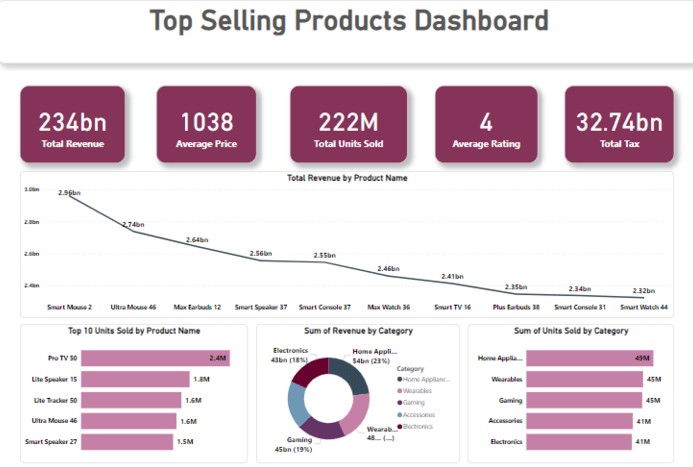 Top Selling Products Dashboard
234bn
Total Revenue
1038
Average Price
222M
Total Units Sold
4
Average Rating
32.74bn
Total Tax
Total Revenue by Product Name
3.0bn
2.8bn
2.6bn
2.4bn
2.96bn
2.74bn
2.64bn
2.56bn
2.55bn
2.46bn
2.41bn
2.35bn
2.34bn
2.32bn
Smart Mouse 2
Ultra Mouse 46
Max Earbuds 12
Smart Speaker 37
Smart Console 37
Max Watch 36
Smart TV 16
Plus Earbuds 38
Smart Console 31
Smart Watch 44
Top 10 Units Sold by Product Name
Pro TV 50
2.4M
Lite Speaker 15
1.8M
Lite Tracker 50
1.6M
Ultra Mouse 46
1.6M
Smart Speaker 27
1.5M
Sum of Revenue by Category
Electronics
43bn (18%)
Home Appli...
54bn (23%)
Wearab...
48... (...)
Gaming
45bn (19%)
Category
Home Applianc...
Wearables
Gaming
Accessories
Electronics
Sum of Units Sold by Category
Home Applia...
49M
Wearables
45M
Gaming
45M
Accessories
41M
Electronics
41M